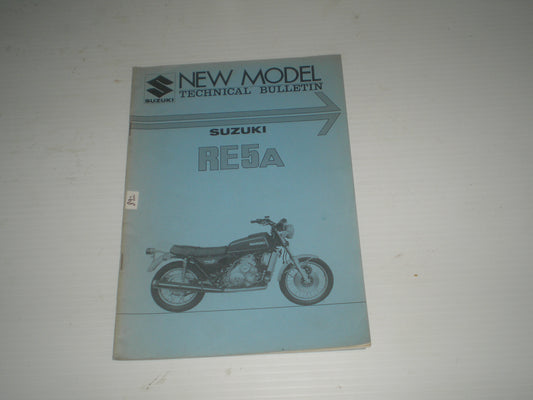 NEW MODEL
SUZUKI
TECHNICAL BULLETIN
SUZUKI
RE5A